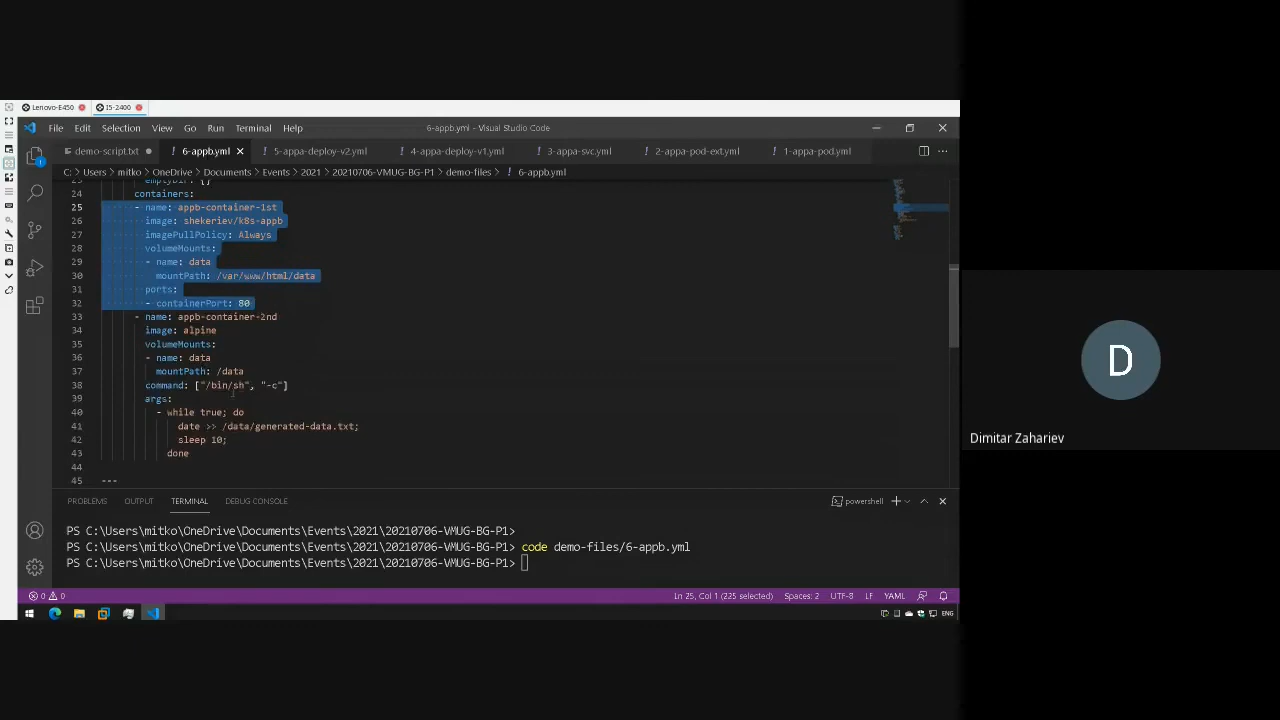 Lenovo-E450
I5-2400
File Edit Selection View Go Run Terminal Help
6-appb.yml - Visual Studio Code
demo-script.txt
6-appb.yml
5-appa-deploy-v2.yml
4-appa-deploy-v1.yml
3-appa-svc.yml
2-appa-pod-ext.yml
1-appa-pod.yml
C: > Users > mitko > OneDrive > Documents > Events > 2021 > 20210706-VMUG-BG-P1 > demo-files > 6-appb.yml
23 emptyDir: {}
24 containers:
25 - name: appb-container-1st
26 image: shekeriev/k8s-appb
27 imagePullPolicy: Always
28 volumeMounts:
29 - name: data
30 mountPath: /var/www/html/data
31 ports:
32 - containerPort: 80
33 - name: appb-container-2nd
34 image: alpine
35 volumeMounts:
36 - name: data
37 mountPath: /data
38 command: ["/bin/sh", "-c"]
39 args:
40 - while true; do
41 date >> /data/generated-data.txt;
42 sleep 10;
43 done
44
45 ---
PROBLEMS OUTPUT TERMINAL DEBUG CONSOLE
powershell
PS C:\Users\mitko\OneDrive\Documents\Events\2021\20210706-VMUG-BG-P1>
PS C:\Users\mitko\OneDrive\Documents\Events\2021\20210706-VMUG-BG-P1> code demo-files/6-appb.yml
PS C:\Users\mitko\OneDrive\Documents\Events\2021\20210706-VMUG-BG-P1>
0 0
Ln 25, Col 1 (225 selected) Spaces: 2 UTF-8 LF YAML
ENG
D
Dimitar Zahariev